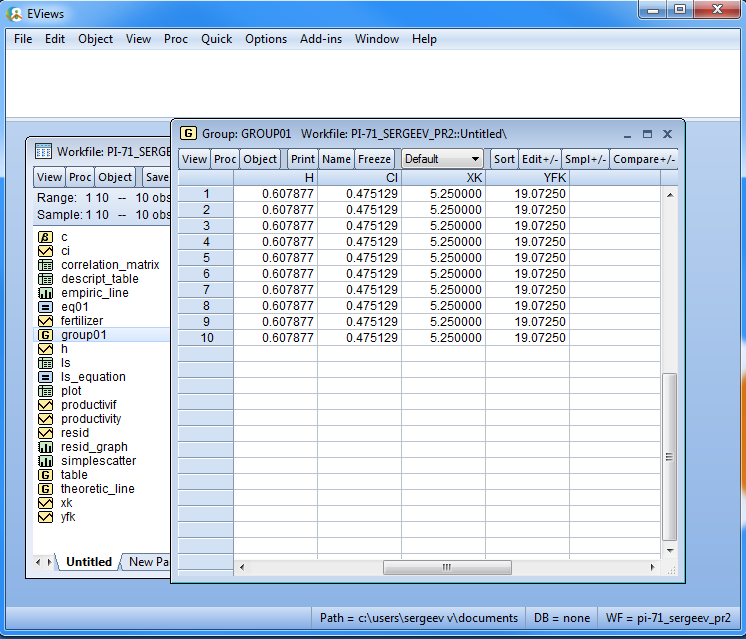 EViews
File Edit Object View Proc Quick Options Add-ins Window Help
Workfile: PI-71_SERGE
View Proc Object Save
Range: 1 10 -- 10 obs
Sample: 1 10 -- 10 obs
c
ci
correlation_matrix
descript_table
empiric_line
eq01
fertilizer
group01
h
ls
ls_equation
plot
productivif
productivity
resid
resid_graph
simplescatter
table
theoretic_line
xk
yfk
Untitled New Pa
Group: GROUP01 Workfile: PI-71_SERGEEV_PR2::Untitled\
View Proc Object Print Name Freeze Default Sort Edit+/- Smpl+/- Compare+/-
H CI XK YFK
1 0.607877 0.475129 5.250000 19.07250
2 0.607877 0.475129 5.250000 19.07250
3 0.607877 0.475129 5.250000 19.07250
4 0.607877 0.475129 5.250000 19.07250
5 0.607877 0.475129 5.250000 19.07250
6 0.607877 0.475129 5.250000 19.07250
7 0.607877 0.475129 5.250000 19.07250
8 0.607877 0.475129 5.250000 19.07250
9 0.607877 0.475129 5.250000 19.07250
10 0.607877 0.475129 5.250000 19.07250
Path = c:\users\sergeev v\documents DB = none WF = pi-71_sergeev_pr2